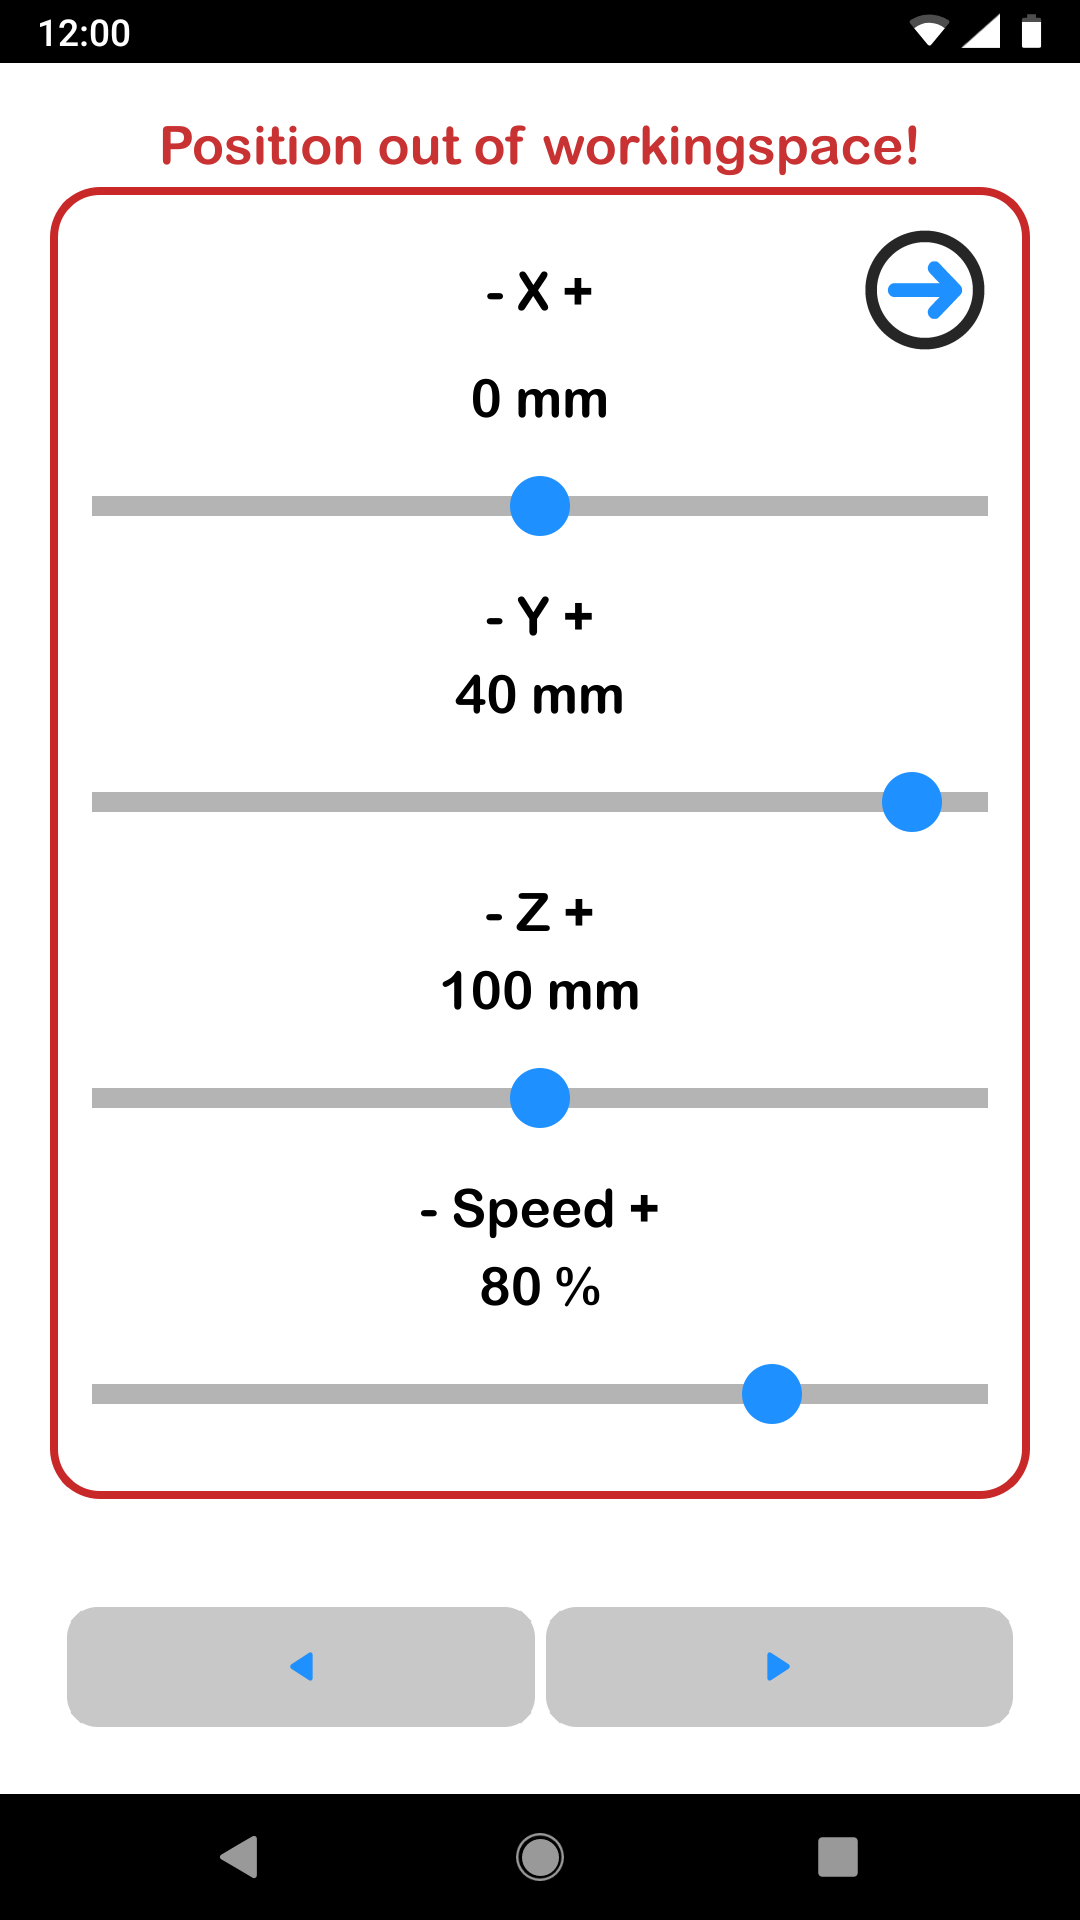 12:00
Position out of workingspace!
- X +
0 mm
- Y +
40 mm
- Z +
100 mm
- Speed +
80 %